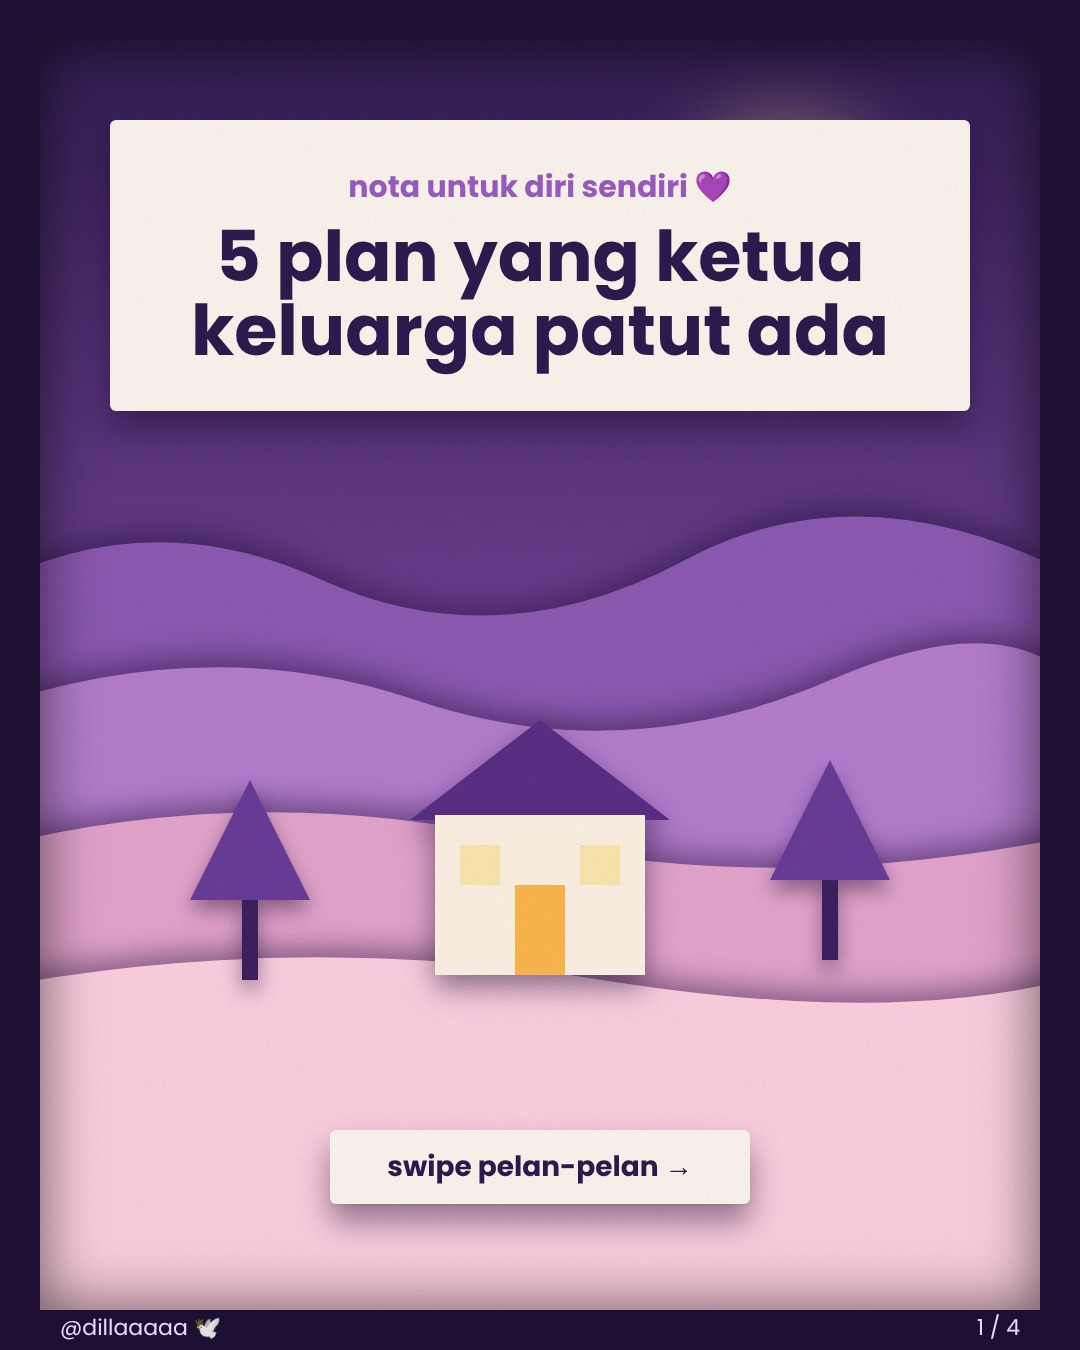 nota untuk diri sendiri 💜
5 plan yang ketua
keluarga patut ada
swipe pelan-pelan →
@dillaaaaa 🕊️
1 / 4